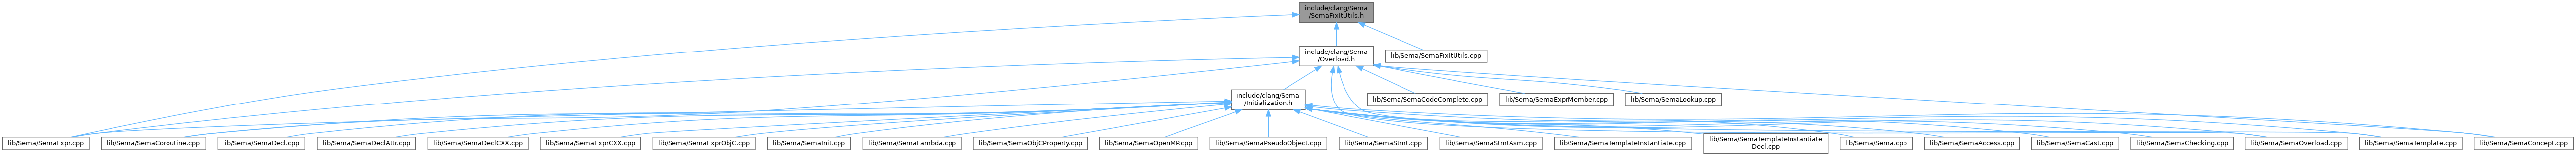 include/clang/Sema
/SemaFixItUtils.h
include/clang/Sema
/Overload.h
lib/Sema/SemaFixItUtils.cpp
include/clang/Sema
/Initialization.h
lib/Sema/SemaCodeComplete.cpp
lib/Sema/SemaExprMember.cpp
lib/Sema/SemaLookup.cpp
lib/Sema/SemaExpr.cpp
lib/Sema/SemaCoroutine.cpp
lib/Sema/SemaDecl.cpp
lib/Sema/SemaDeclAttr.cpp
lib/Sema/SemaDeclCXX.cpp
lib/Sema/SemaExprCXX.cpp
lib/Sema/SemaExprObjC.cpp
lib/Sema/SemaInit.cpp
lib/Sema/SemaLambda.cpp
lib/Sema/SemaObjCProperty.cpp
lib/Sema/SemaOpenMP.cpp
lib/Sema/SemaPseudoObject.cpp
lib/Sema/SemaStmt.cpp
lib/Sema/SemaStmtAsm.cpp
lib/Sema/SemaTemplateInstantiate.cpp
lib/Sema/SemaTemplateInstantiate
Decl.cpp
lib/Sema/Sema.cpp
lib/Sema/SemaAccess.cpp
lib/Sema/SemaCast.cpp
lib/Sema/SemaChecking.cpp
lib/Sema/SemaOverload.cpp
lib/Sema/SemaTemplate.cpp
lib/Sema/SemaConcept.cpp